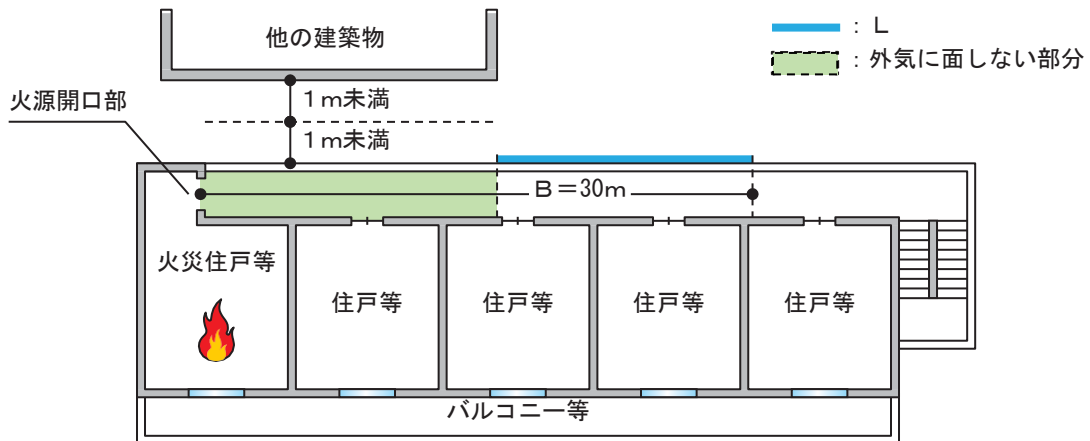 他の建築物
：Ｌ
：外気に面しない部分
火源開口部
１ｍ未満
１ｍ未満
Ｂ＝30ｍ
火災住戸等
住戸等
住戸等
住戸等
住戸等
バルコニー等